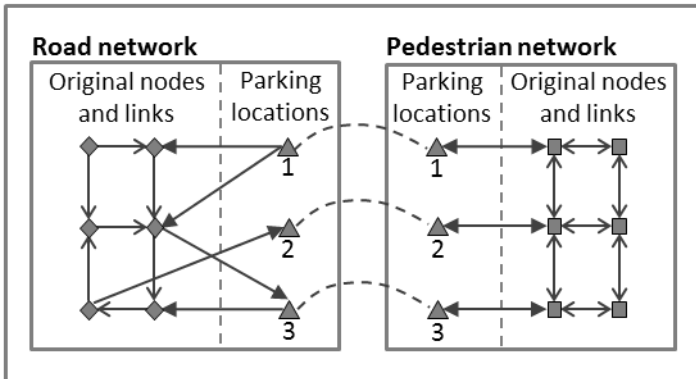 Road network
Original nodes
and links
Parking
locations
1
2
3
Pedestrian network
Parking
locations
Original nodes
and links
1
2
3